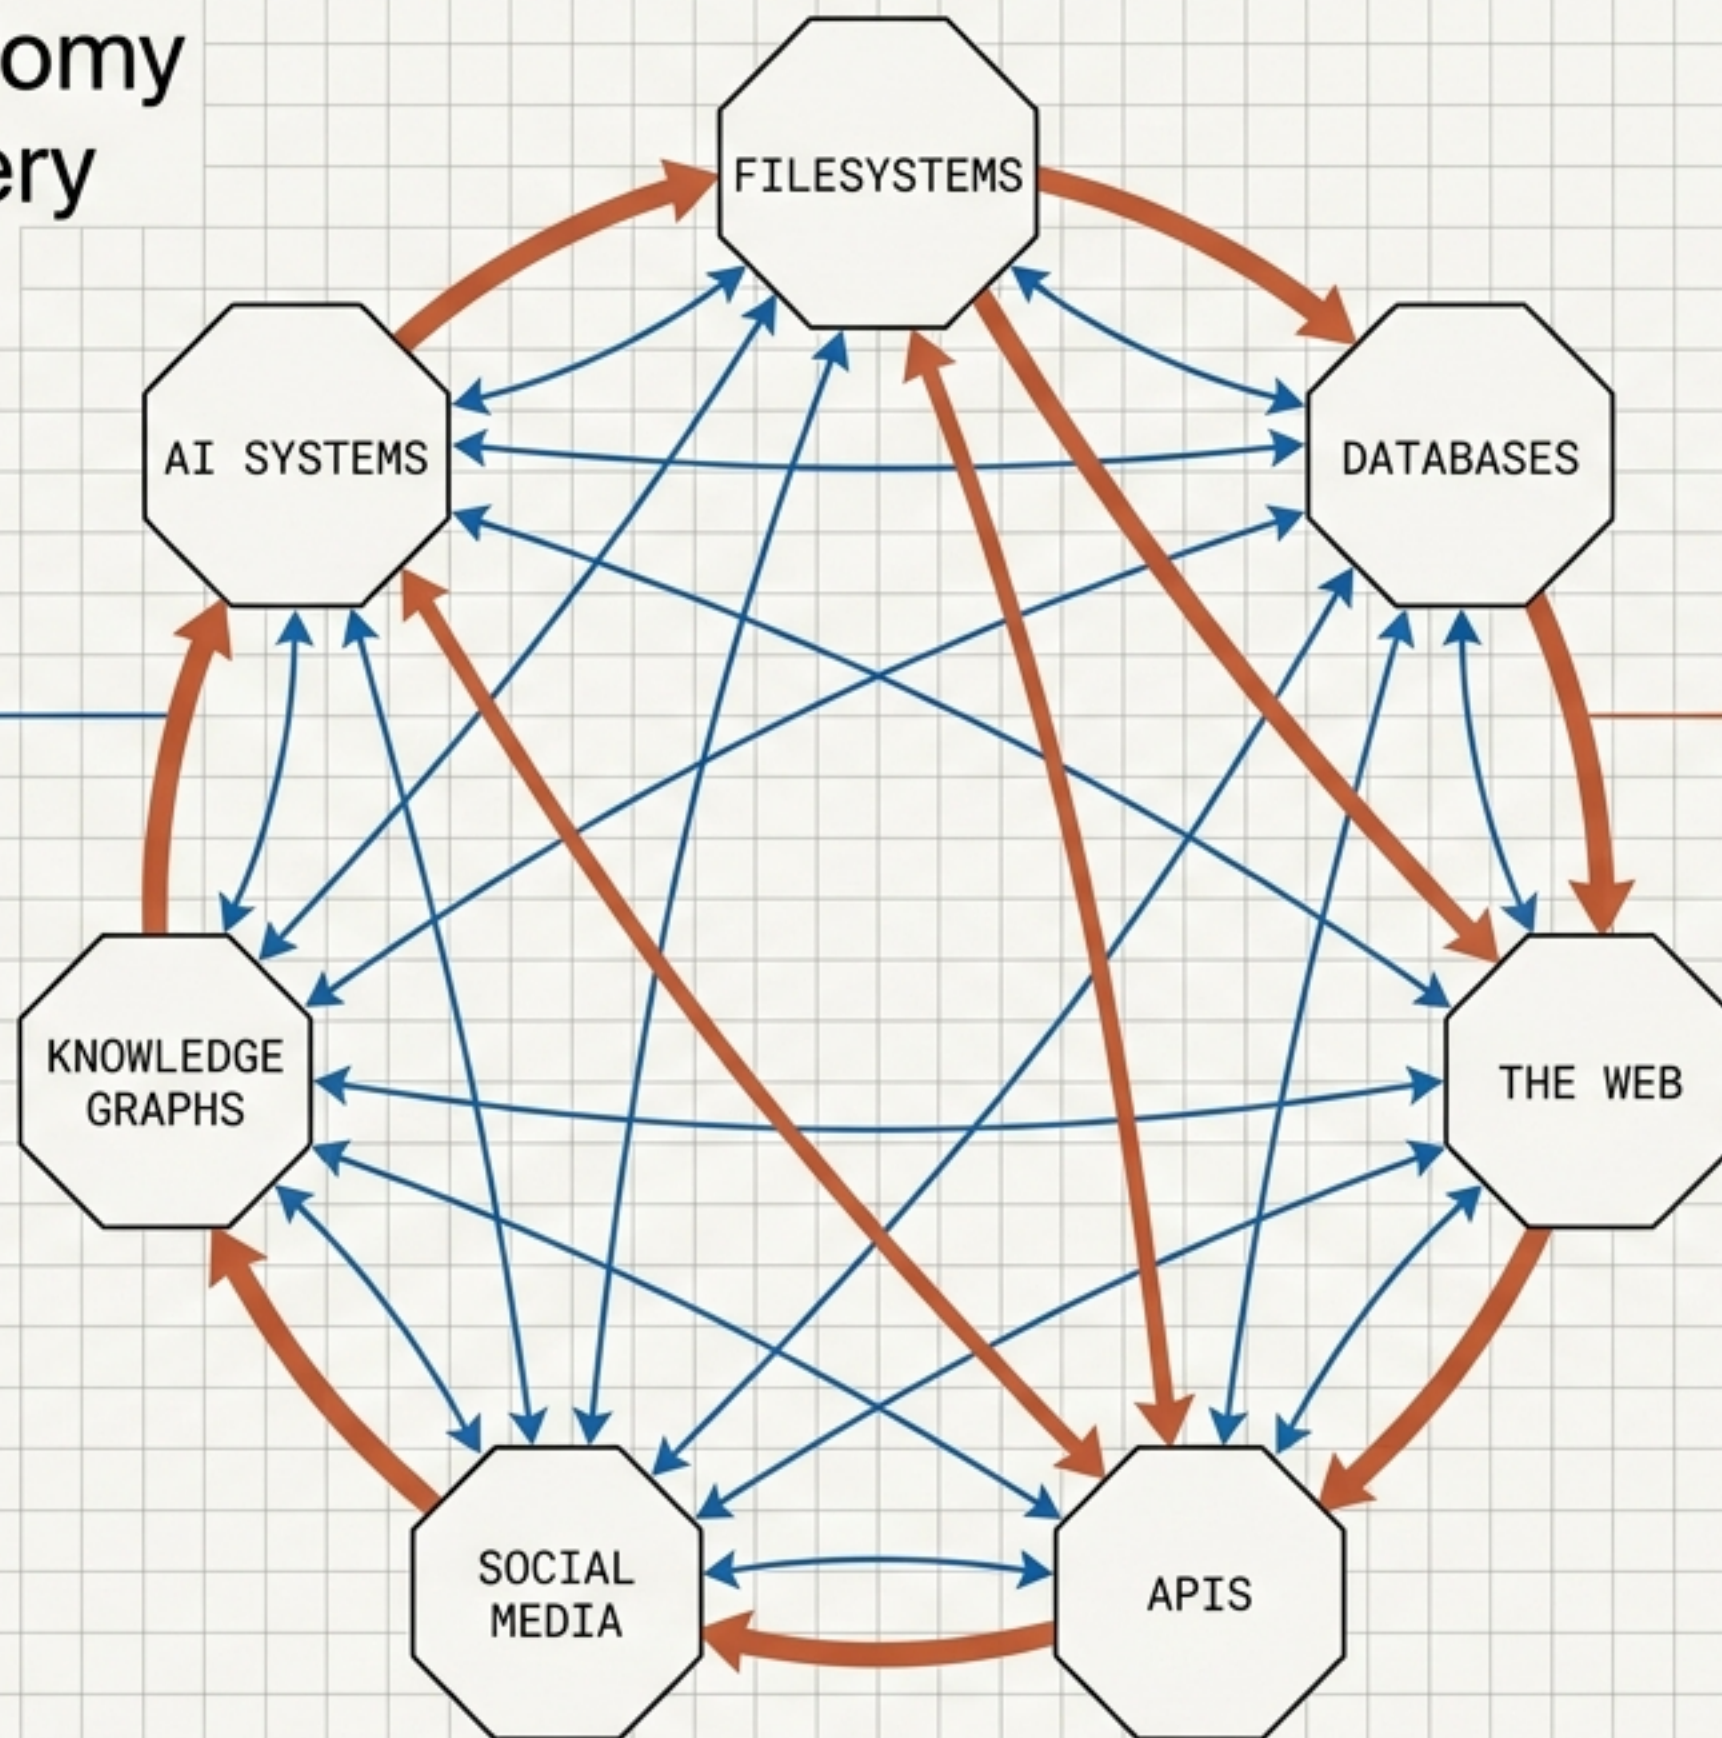 omy
ery
FILESYSTEMS
AI SYSTEMS
DATABASES
KNOWLEDGE
GRAPHS
THE WEB
SOCIAL
MEDIA
APIS